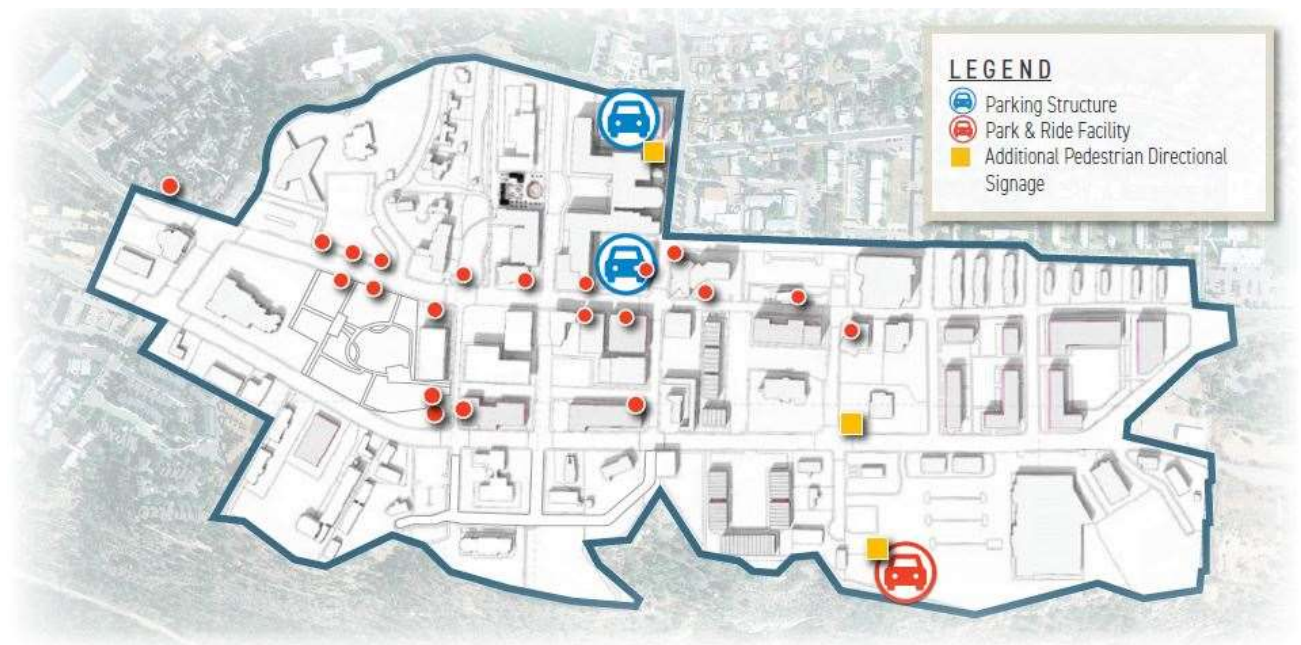 LEGEND
Parking Structure
Park & Ride Facility
Additional Pedestrian Directional
Signage